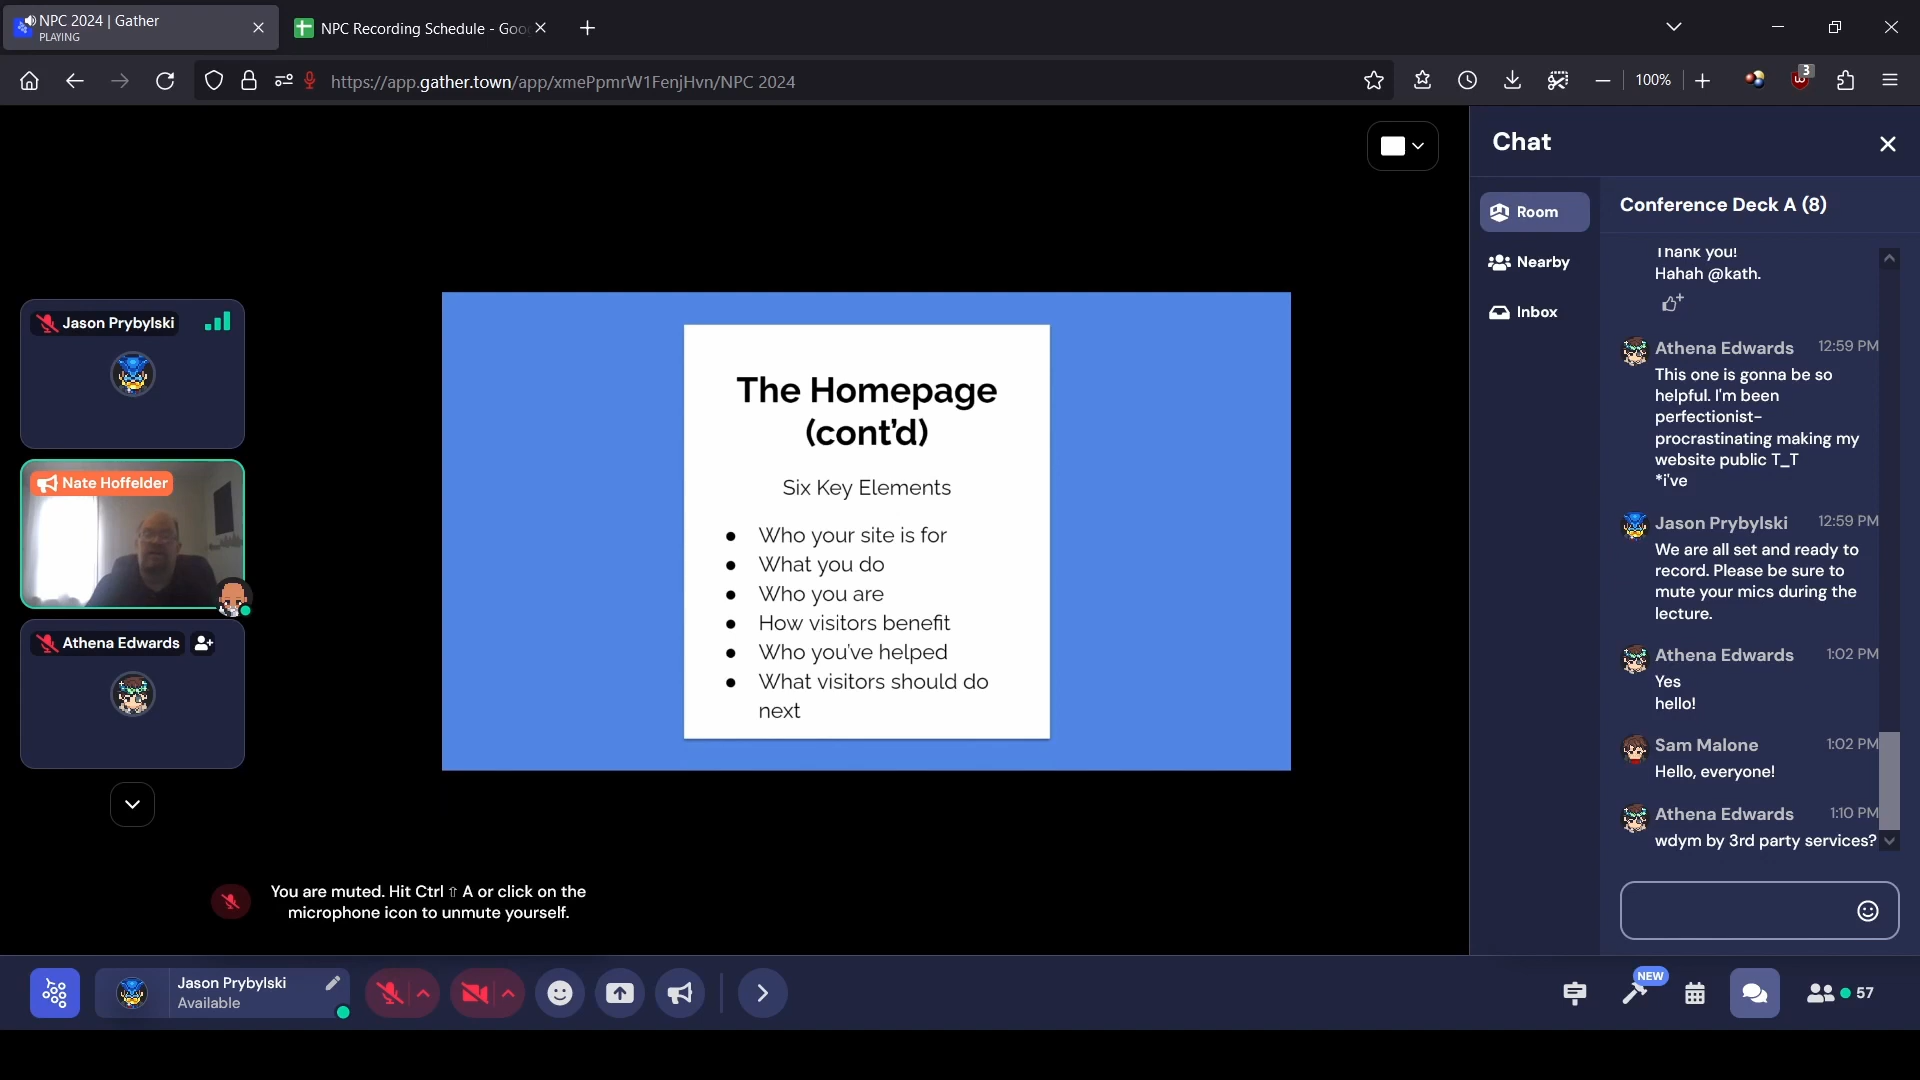 NPC 2024 | Gather
PLAYING
NPC Recording Schedule - Goo
https://app.gather.town/app/xmePpmrW1FenjHvn/NPC 2024
100%
3
Chat
Room
Nearby
Inbox
Conference Deck A (8)
Thank you!
Hahah @kath.
Athena Edwards 12:59 PM
This one is gonna be so
helpful. I'm been
perfectionist-
procrastinating making my
website public T_T
*i've
Jason Prybylski 12:59 PM
We are all set and ready to
record. Please be sure to
mute your mics during the
lecture.
Athena Edwards 1:02 PM
Yes
hello!
Sam Malone 1:02 PM
Hello, everyone!
Athena Edwards 1:10 PM
wdym by 3rd party services?
Jason Prybylski
Nate Hoffelder
Athena Edwards
The Homepage
(cont'd)
Six Key Elements
● Who your site is for
● What you do
● Who you are
● How visitors benefit
● Who you've helped
● What visitors should do
next
You are muted. Hit Ctrl ⇧ A or click on the
microphone icon to unmute yourself.
Jason Prybylski
Available
NEW
57